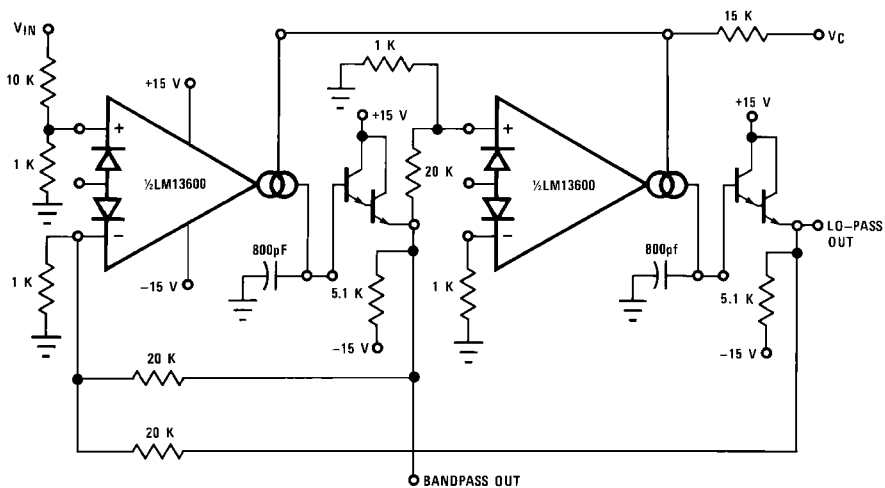 VIN
10 K
1 K
+15 V
+
½LM13600
−
−15 V
1 K
800pF
1 K
+15 V
20 K
5.1 K
−15 V
+
½LM13600
−
1 K
800pf
15 K
VC
+15 V
LO-PASS
OUT
5.1 K
−15 V
20 K
20 K
BANDPASS OUT